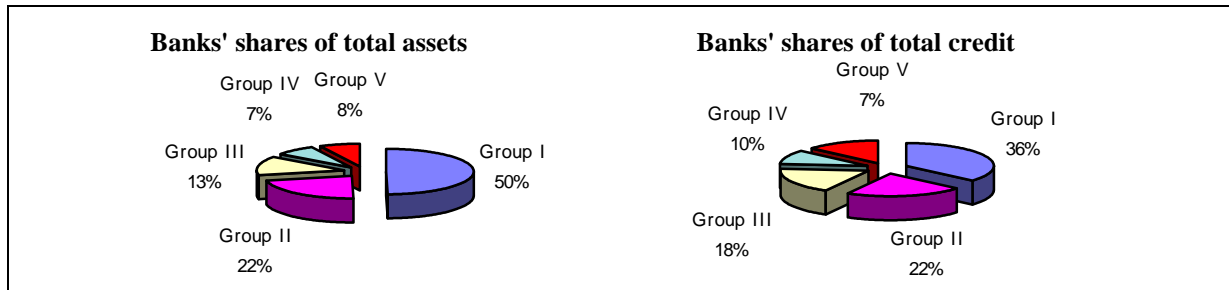 Banks' shares of total assets
Group IV
7%
Group V
8%
Group III
13%
Group I
50%
Group II
22%
Banks' shares of total credit
Group V
7%
Group IV
10%
Group I
36%
Group III
18%
Group II
22%